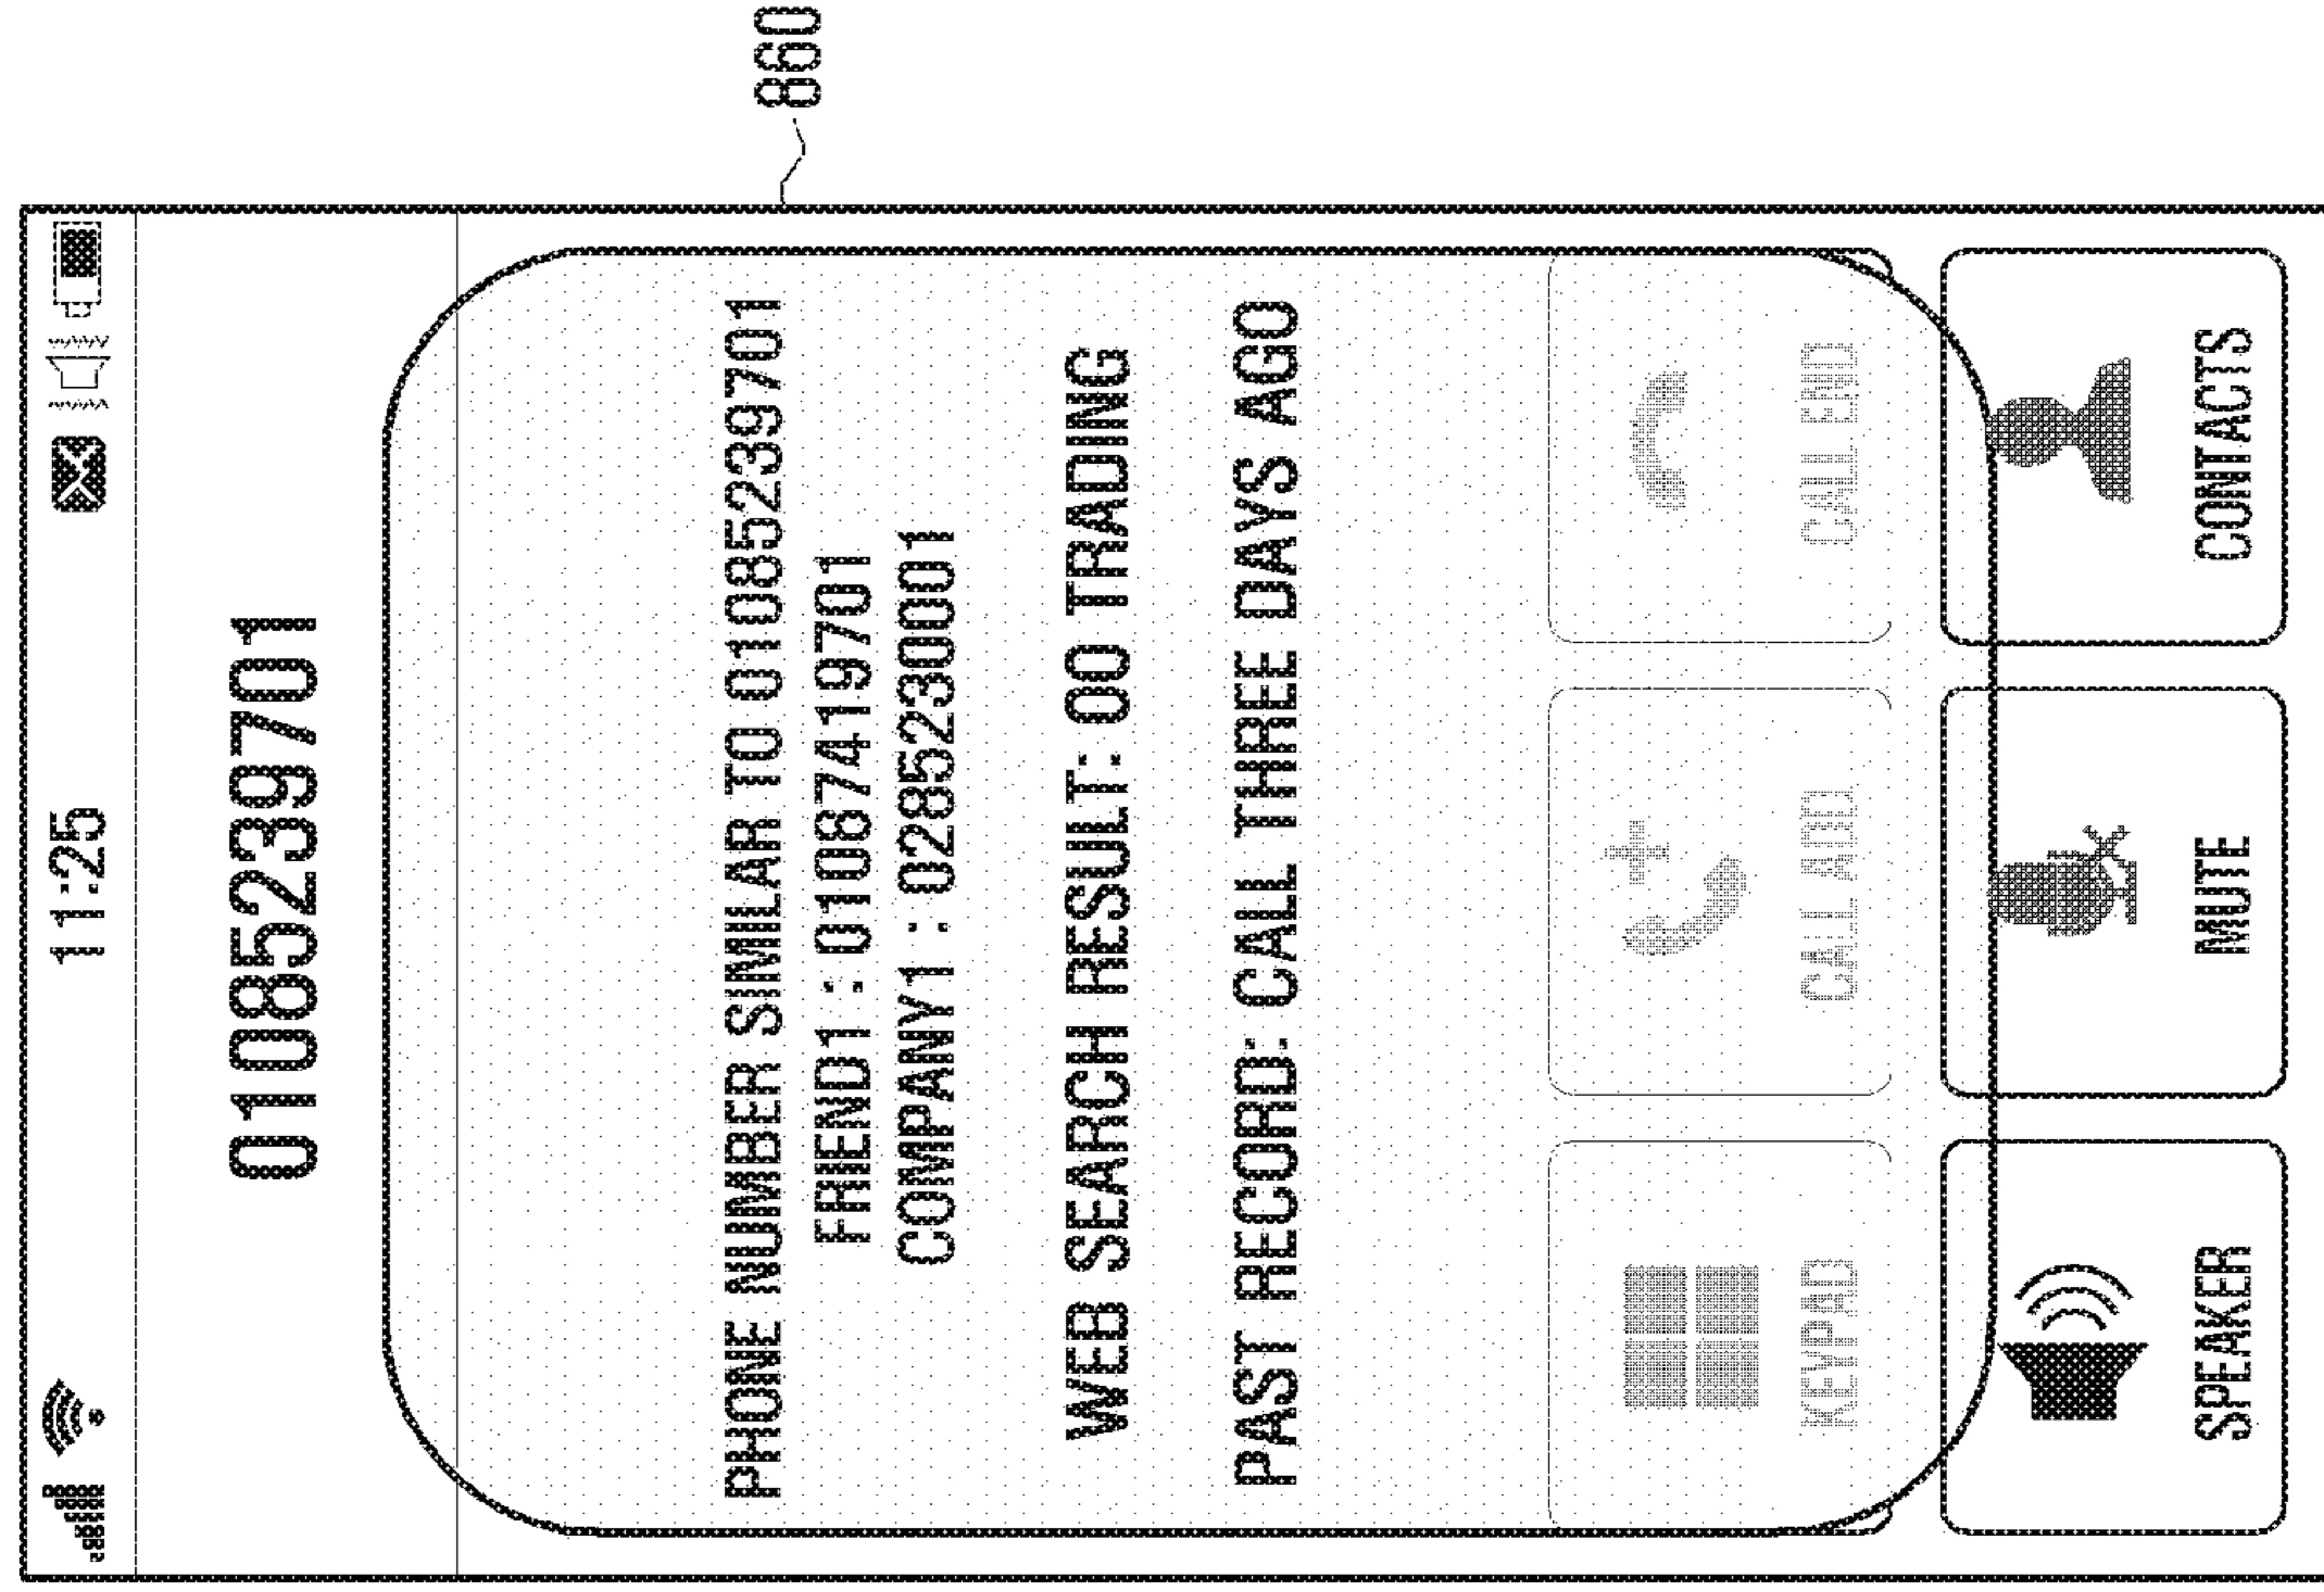 11:25
01085239701
PHONE NUMBER SIMILAR TO 01085239701
FRIEND1 : 01087419701
COMPANY1 : 0285230001
WEB SEARCH RESULT: OO TRADING
PAST RECORD: CALL THREE DAYS AGO
KEYPAD
CALL ADD
CALL END
SPEAKER
MUTE
CONTACTS
860